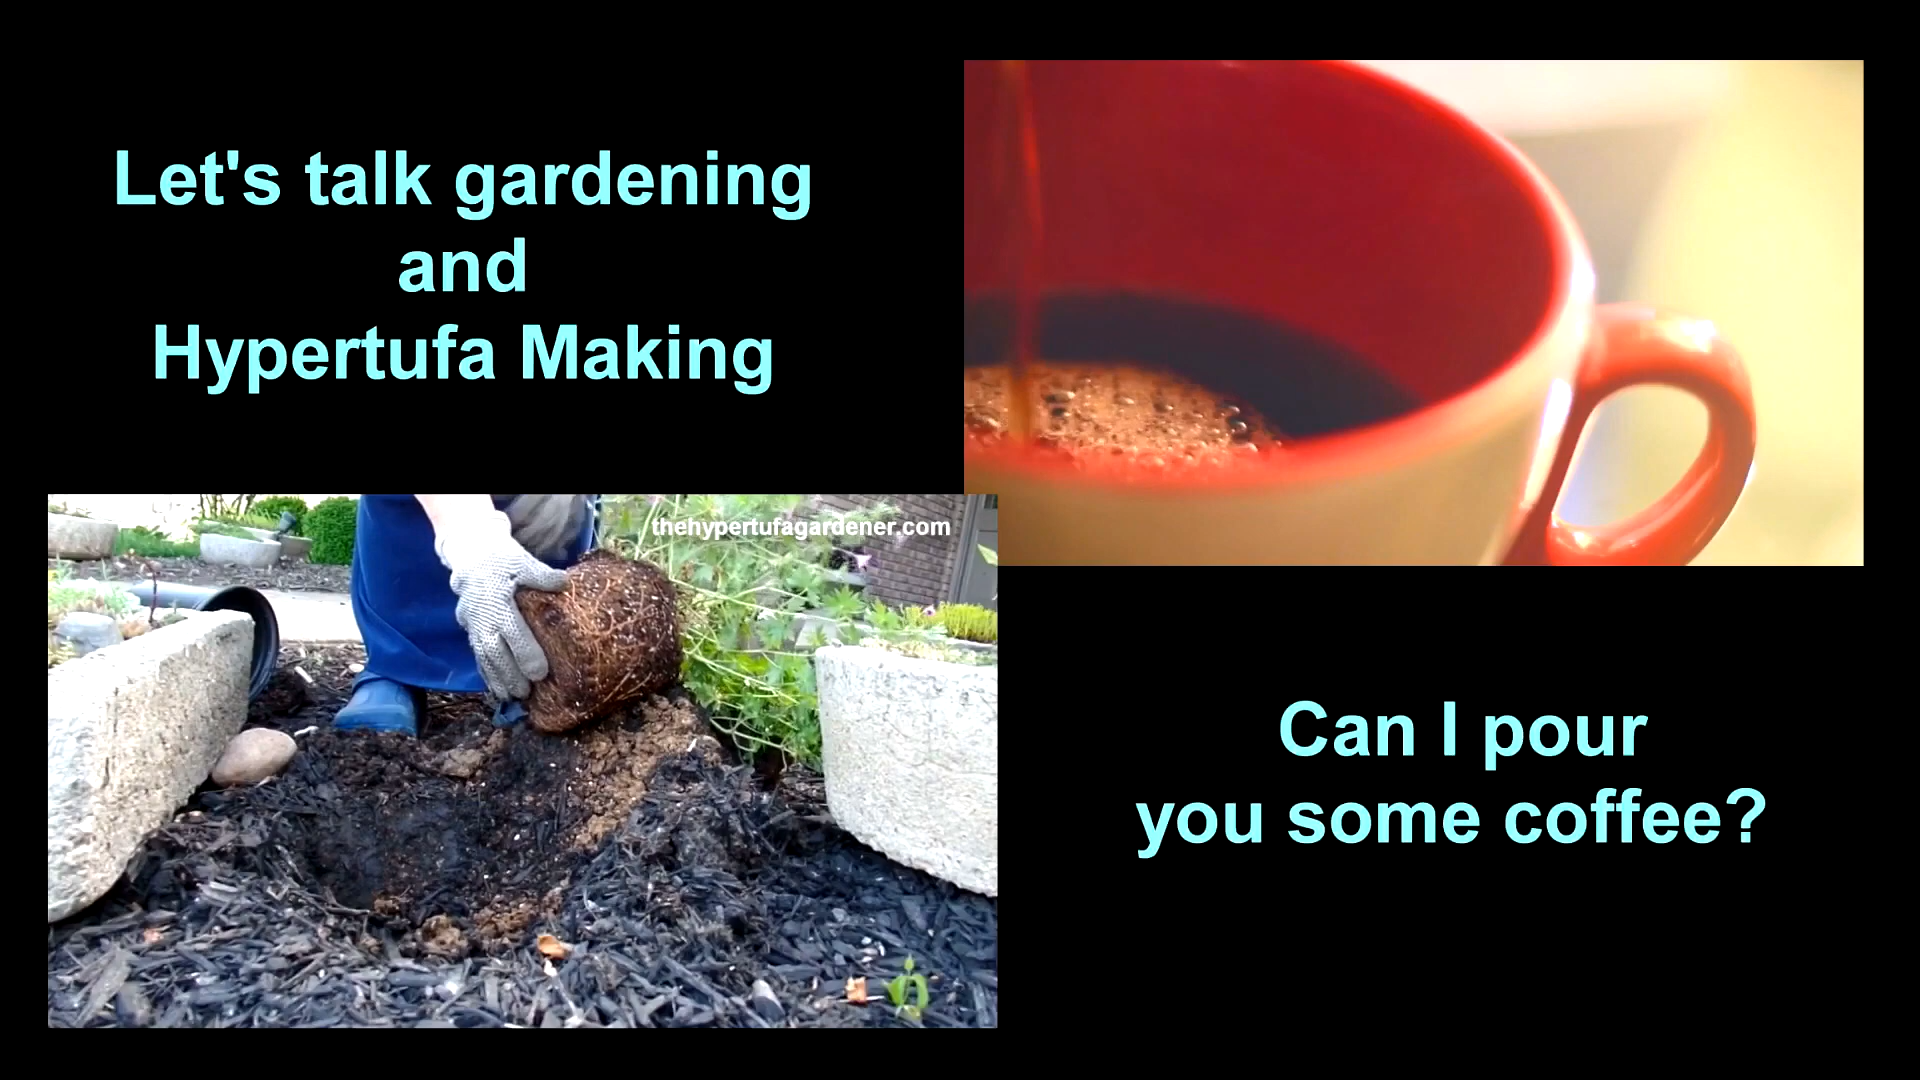 Let's talk gardening
and
Hypertufa Making
thehypertufagardener.com
Can I pour
you some coffee?